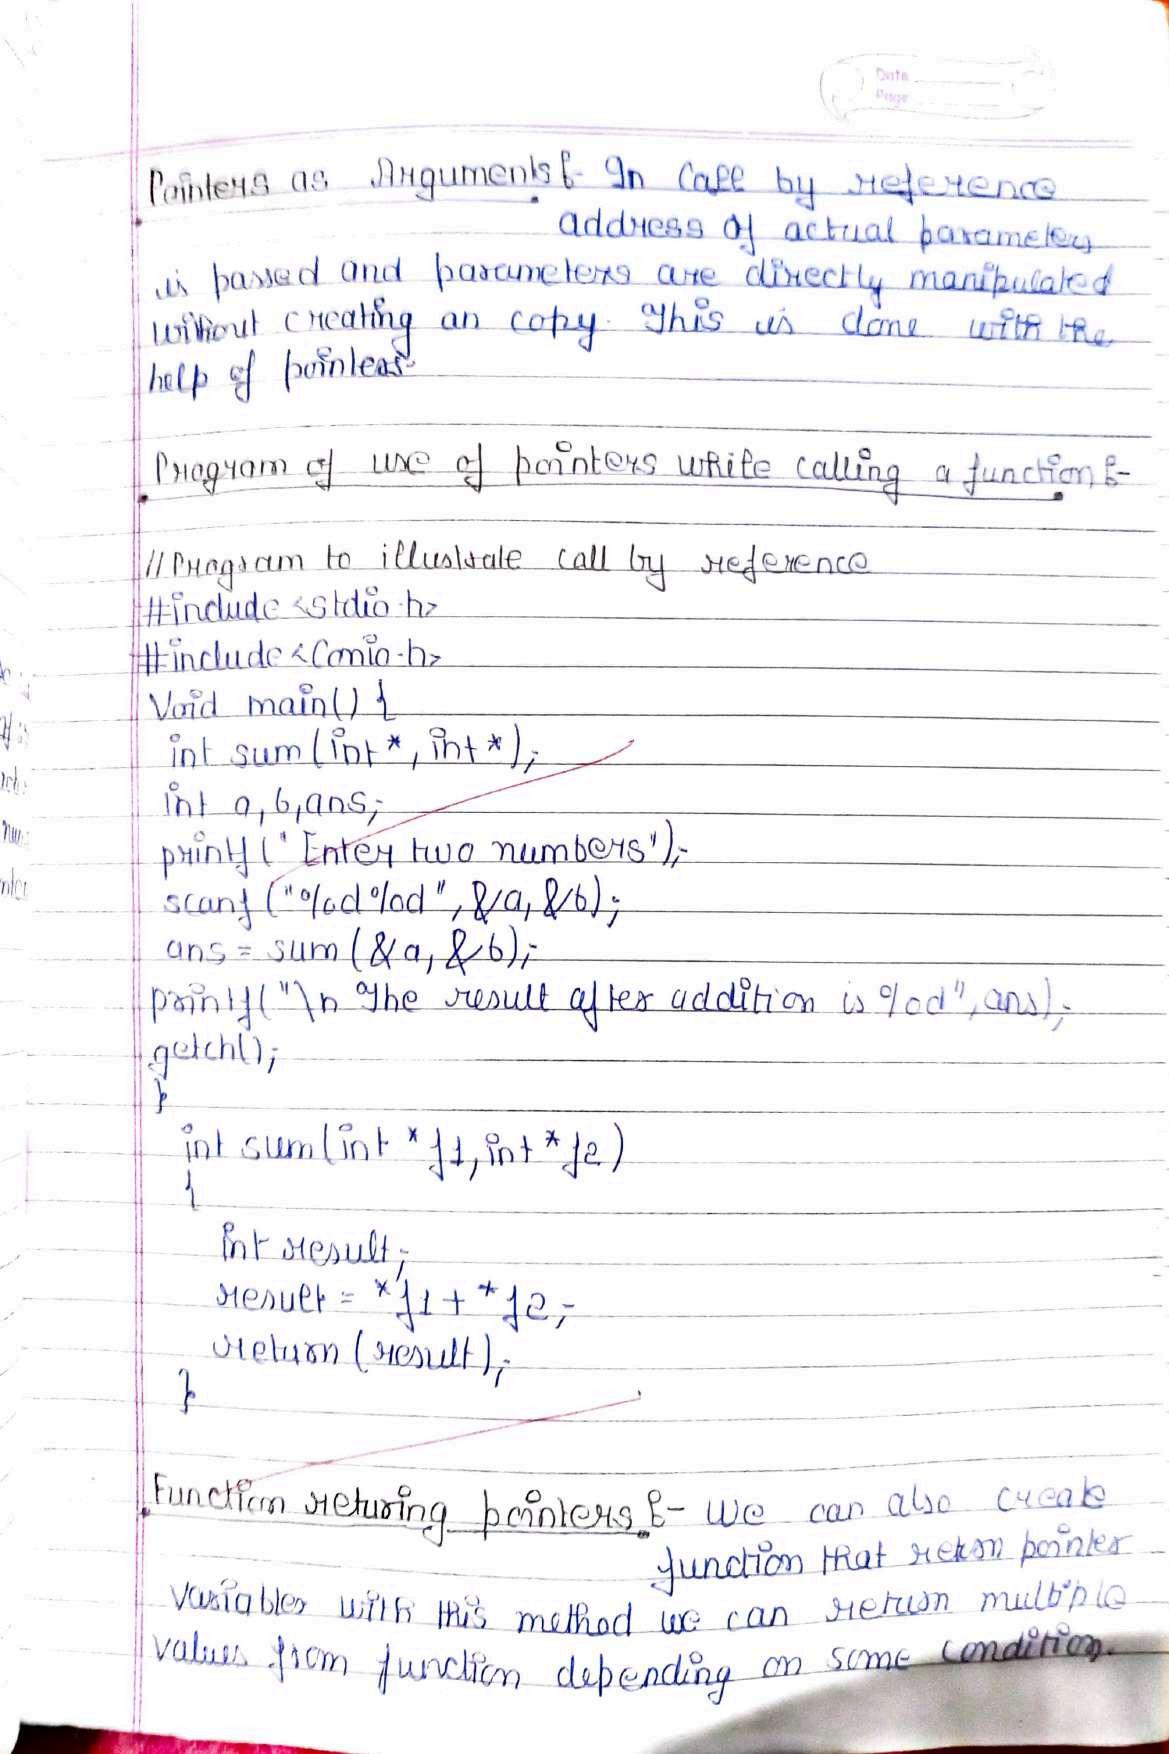 Date
Page
Pointers as Arguments :- In Call by reference
address of actual parameters
is passed and parameters are directly manipulated
without creating an copy. This is done with the
help of pointers.
Program of use of pointers while calling a function :-
// Program to illustrate call by reference
#include <stdio.h>
#include <conio.h>
Void main() {
int sum (int*, int*);
int a, b, ans;
printf ("Enter two numbers");
scanf ("%d %d", &a, &b);
ans = sum (&a, &b);
printf("\n The result after addition is %d", ans);
getch();
}
int sum (int *f1, int *f2)
{
int result;
result = *f1 + *f2;
return (result);
}
Function returing pointers :- we can also create
function that return pointer
variables with this method we can return multiple
values from function depending on some condition.